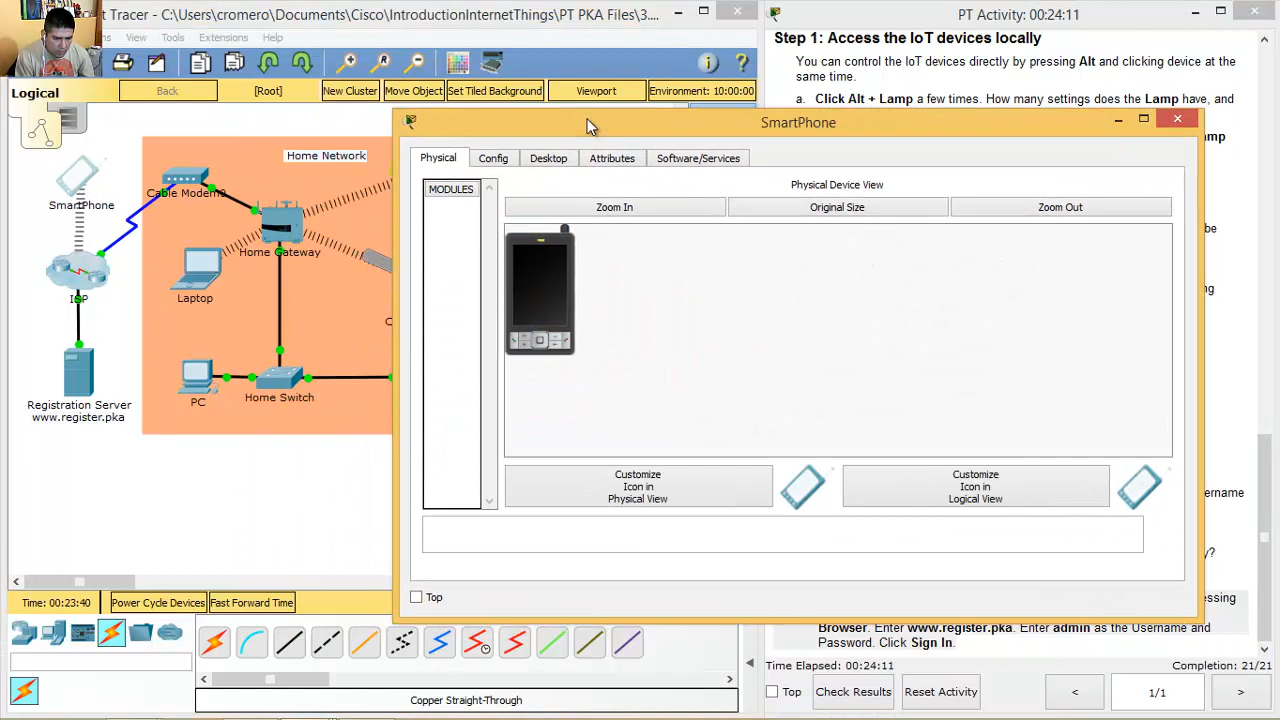 st Tracer - C:\Users\cromero\Documents\Cisco\IntroductionInternetThings\PT PKA Files\3....
View Tools Extensions Help
Logical
Back
[Root]
New Cluster
Move Object
Set Tiled Background
Viewport
Environment: 10:00:00
Home Network
SmartPhone
Cable Modem0
Home Gateway
Laptop
ISP
PC
Home Switch
Registration Server
www.register.pka
SmartPhone
Physical
Config
Desktop
Attributes
Software/Services
MODULES
Physical Device View
Zoom In
Original Size
Zoom Out
Customize
Icon in
Physical View
Customize
Icon in
Logical View
Top
Time: 00:23:40
Power Cycle Devices
Fast Forward Time
Copper Straight-Through
PT Activity: 00:24:11
Step 1: Access the IoT devices locally
You can control the IoT devices directly by pressing Alt and clicking device at the
same time.
a. Click Alt + Lamp a few times. How many settings does the Lamp have, and
Browser. Enter www.register.pka. Enter admin as the Username and
Password. Click Sign In.
Time Elapsed: 00:24:11
Completion: 21/21
Top
Check Results
Reset Activity
<
1/1
>